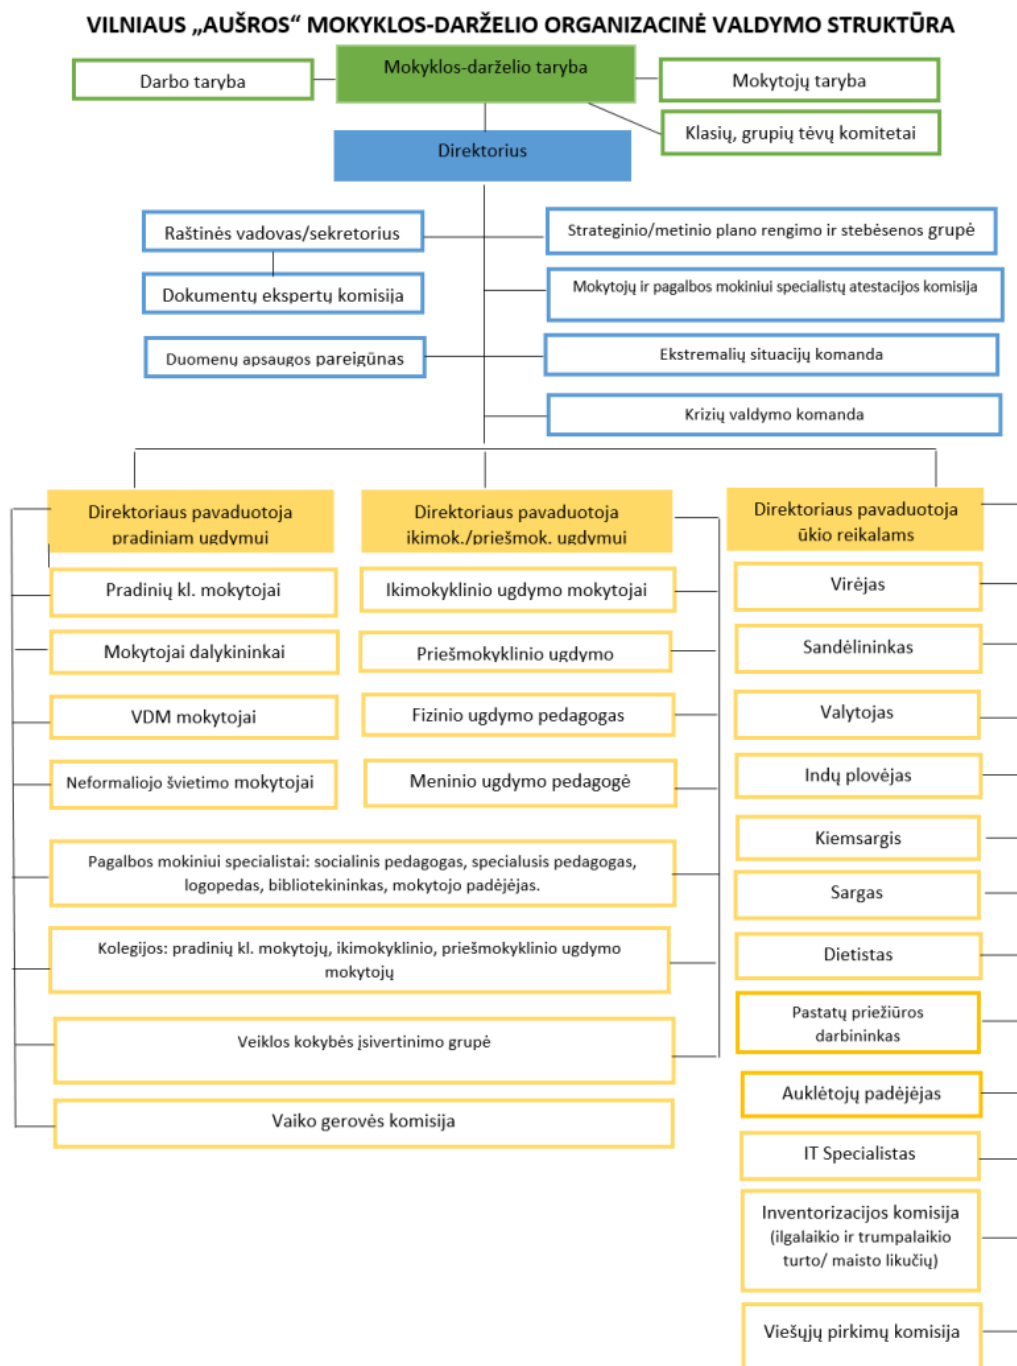 VILNIAUS „AUŠROS“ MOKYKLOS-DARŽELIO ORGANIZACINĖ VALDYMO STRUKTŪRA
Mokyklos-darželio taryba
Darbo taryba
Mokytojų taryba
Klasių, grupių tėvų komitetai
Direktorius
Raštinės vadovas/sekretorius
Strateginio/metinio plano rengimo ir stebėsenos grupė
Dokumentų ekspertų komisija
Mokytojų ir pagalbos mokiniui specialistų atestacijos komisija
Duomenų apsaugos pareigūnas
Ekstremalių situacijų komanda
Krizių valdymo komanda
Direktoriaus pavaduotoja
pradiniam ugdymui
Pradinių kl. mokytojai
Mokytojai dalykininkai
VDM mokytojai
Neformaliojo švietimo mokytojai
Direktoriaus pavaduotoja
ikimok./priešmok. ugdymui
Ikimokyklinio ugdymo mokytojai
Priešmokyklinio ugdymo
Fizinio ugdymo pedagogas
Meninio ugdymo pedagogė
Pagalbos mokiniui specialistai: socialinis pedagogas, specialusis pedagogas,
logopedas, bibliotekininkas, mokytojo padėjėjas.
Kolegijos: pradinių kl. mokytojų, ikimokyklinio, priešmokyklinio ugdymo
mokytojų
Veiklos kokybės įsivertinimo grupė
Vaiko gerovės komisija
Direktoriaus pavaduotoja
ūkio reikalams
Virėjas
Sandėlininkas
Valytojas
Indų plovėjas
Kiemsargis
Sargas
Dietistas
Pastatų priežiūros
darbininkas
Auklėtojų padėjėjas
IT Specialistas
Inventorizacijos komisija
(ilgalaikio ir trumpalaikio
turto/ maisto likučių)
Viešųjų pirkimų komisija